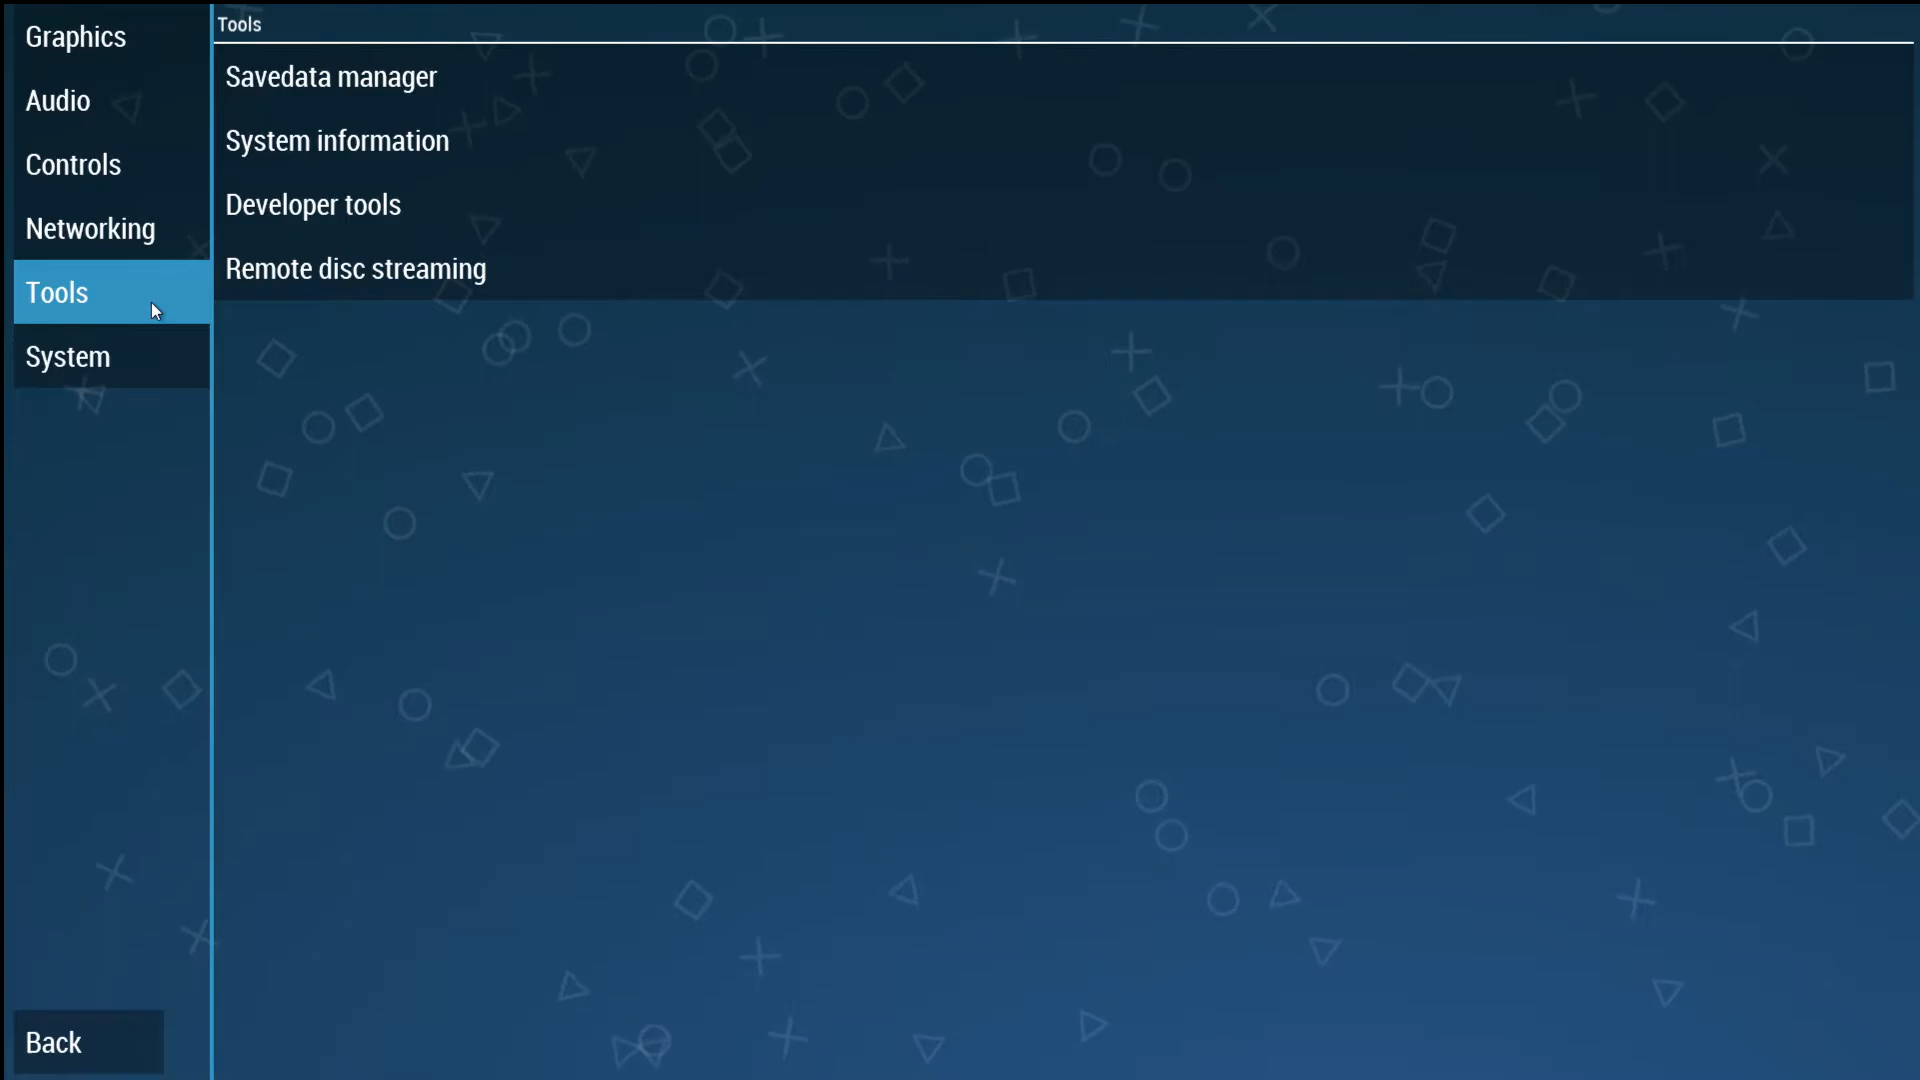 Graphics
Audio
Controls
Networking
Tools
System
Back
Tools
Savedata manager
System information
Developer tools
Remote disc streaming